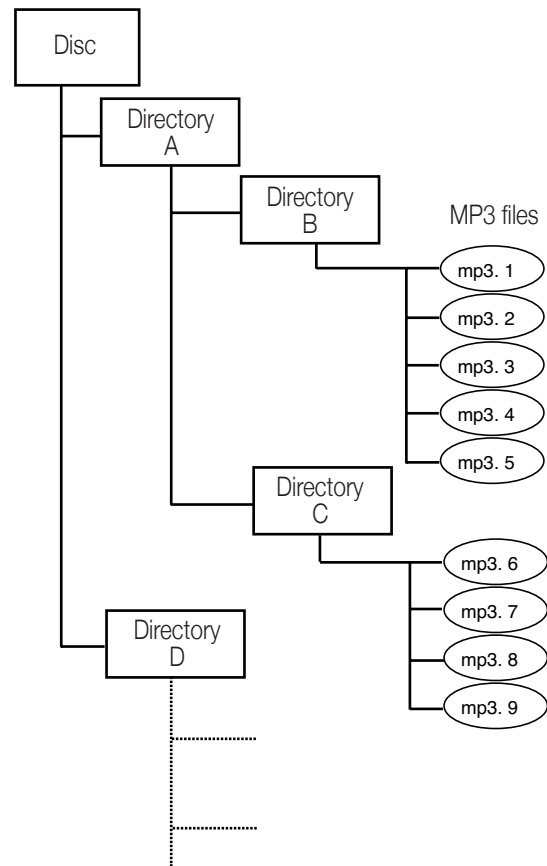 Disc
Directory
A
Directory
B
MP3 files
mp3. 1
mp3. 2
mp3. 3
mp3. 4
mp3. 5
Directory
C
mp3. 6
mp3. 7
mp3. 8
mp3. 9
Directory
D